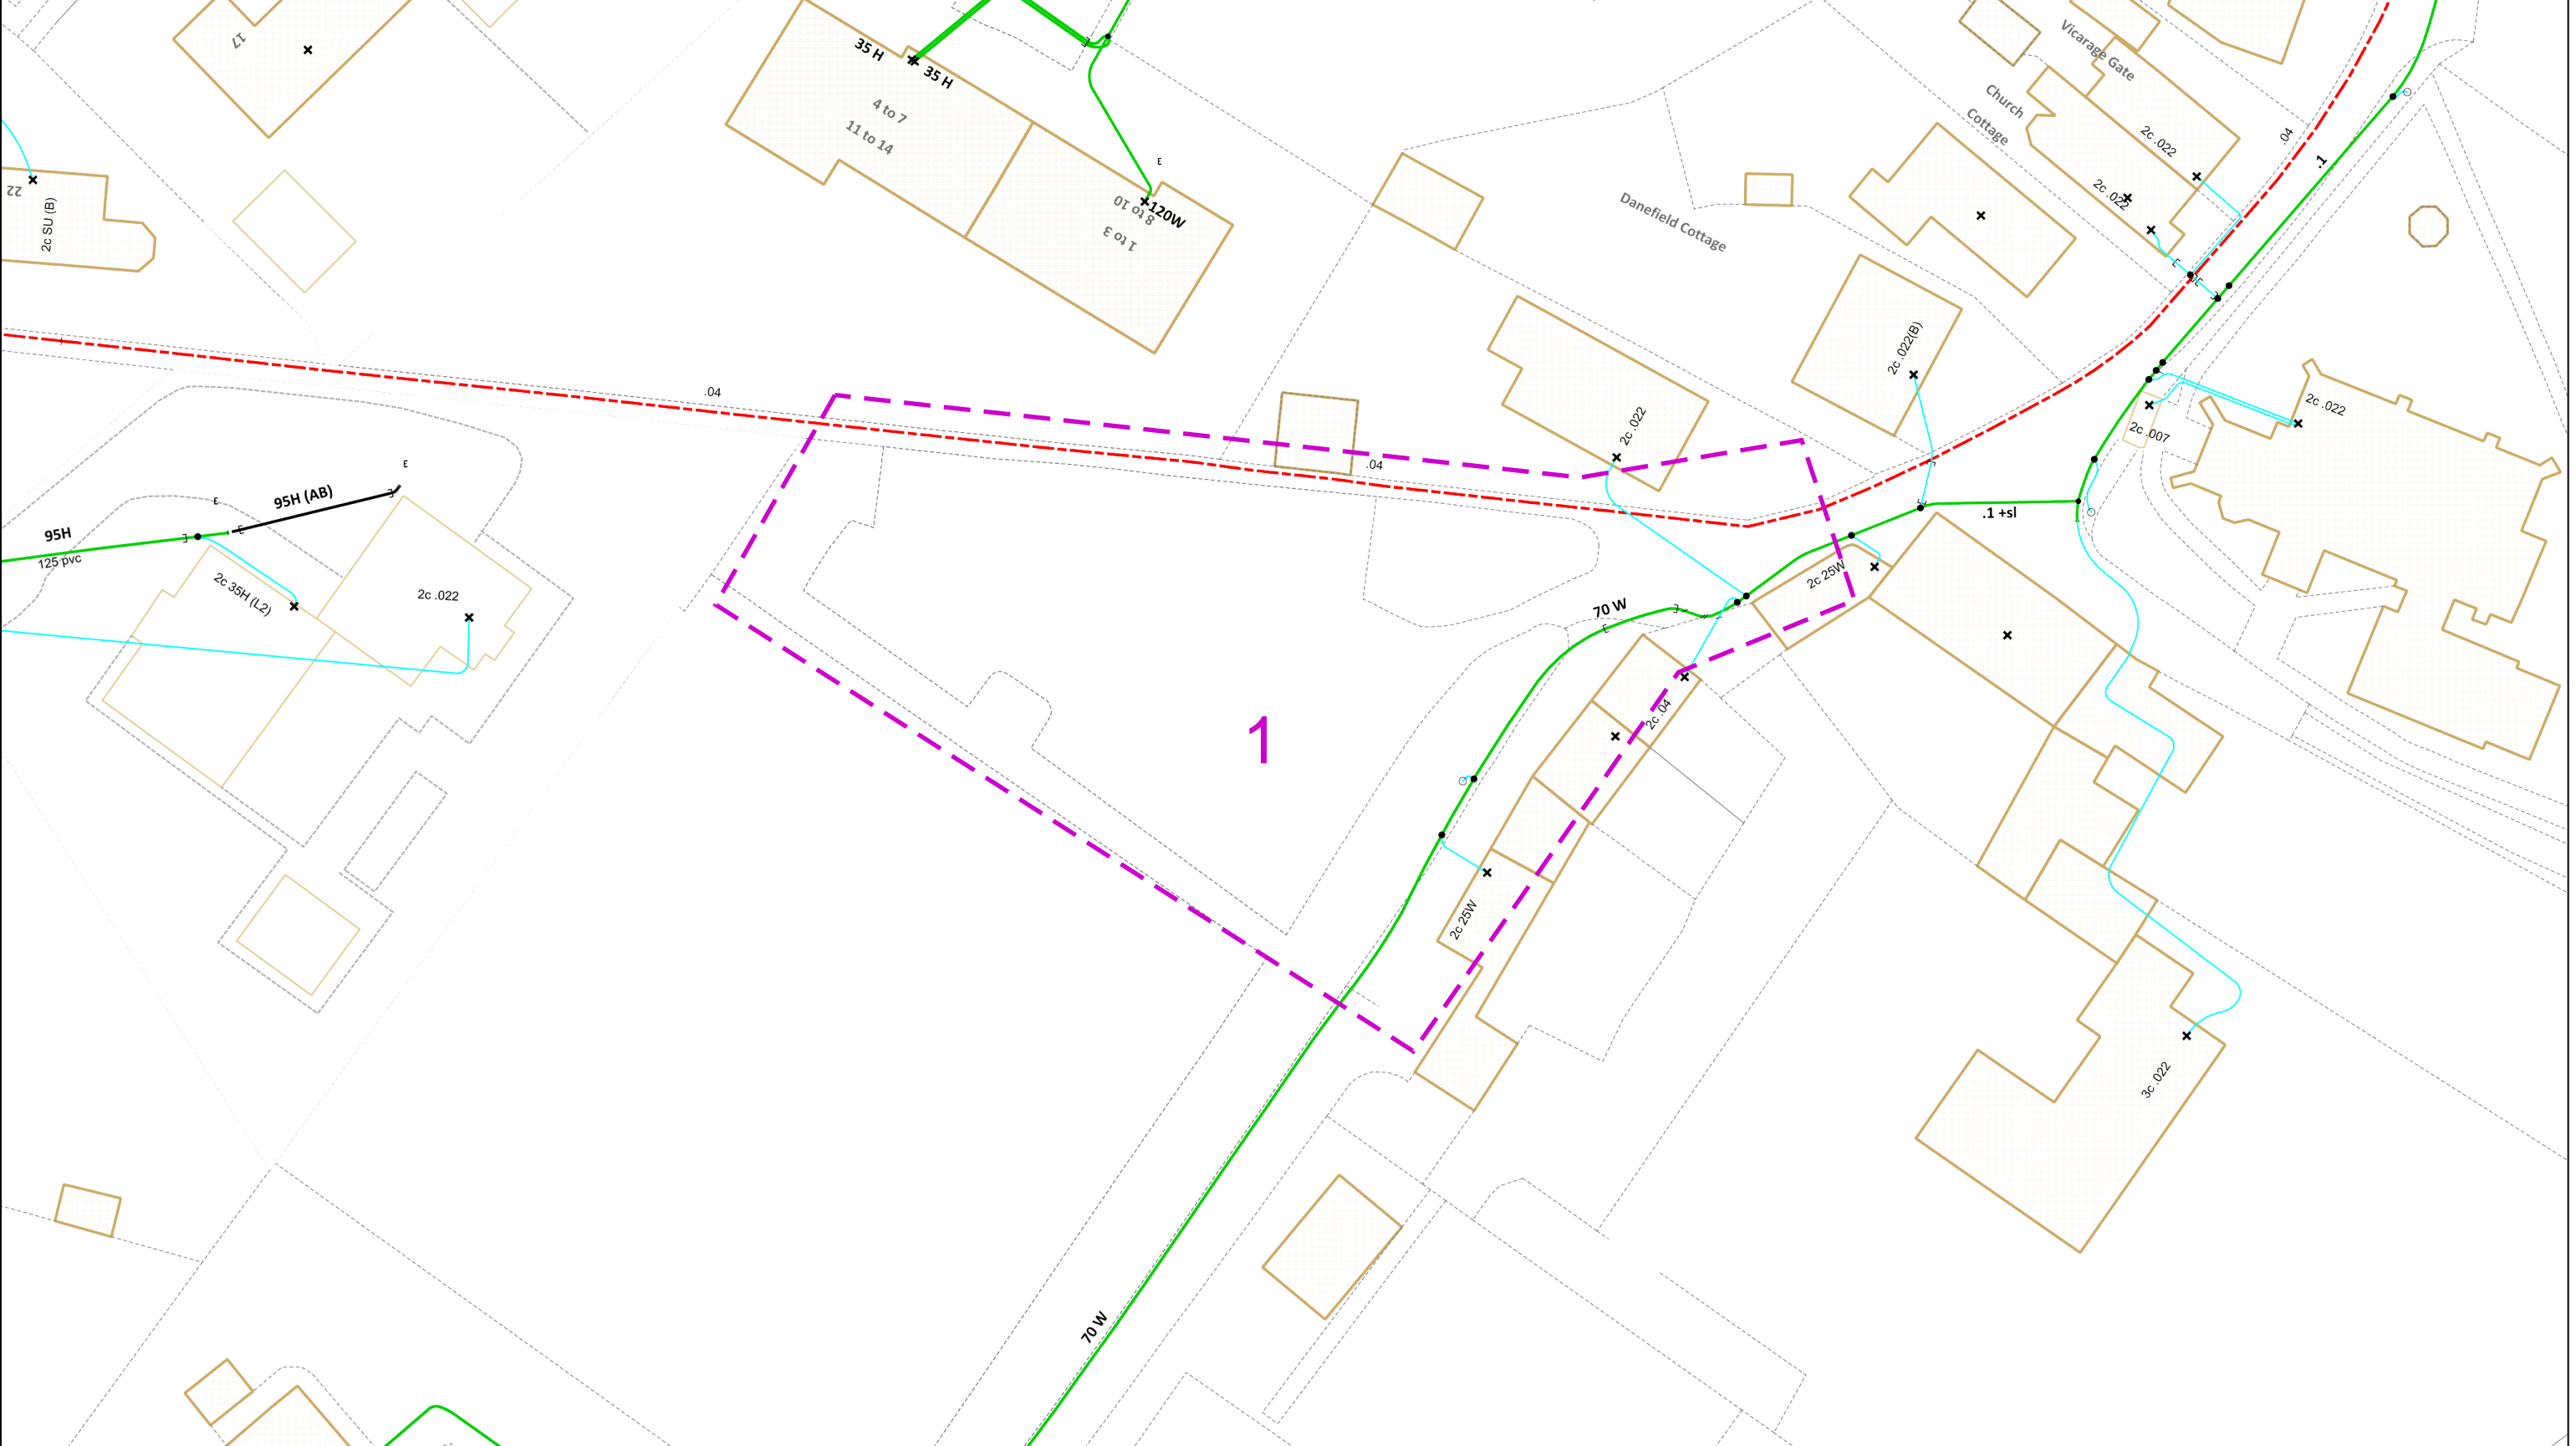 17
35 H
35 H
4 to 7
11 to 14
E
8 to 10
120W
1 to 3
22
2c SU (B)
Vicarage Gate
Church
Cottage
2c .022
2c .022
04
.1
E
E
Danefield Cottage
2c .022(B)
2c .022
2c .022
2c .007
.04
.04
E
E
95H (AB)
E
95H
125 pvc
2c 35H (L2)
2c .022
.1 +sl
2c 25W
70 W
E
2c .04
1
2c 25W
3c .022
70 W